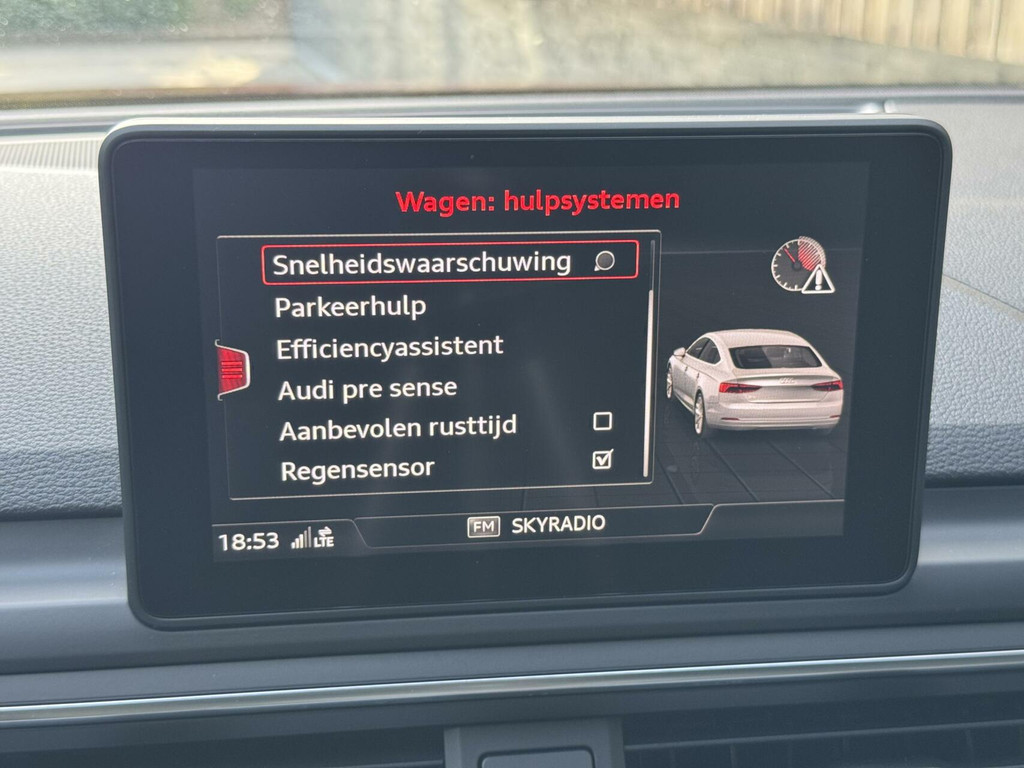 Wagen: hulpsystemen
Snelheidswaarschuwing
Parkeerhulp
Efficiencyassistent
Audi pre sense
Aanbevolen rusttijd
Regensensor
18:53 LTE FM SKYRADIO